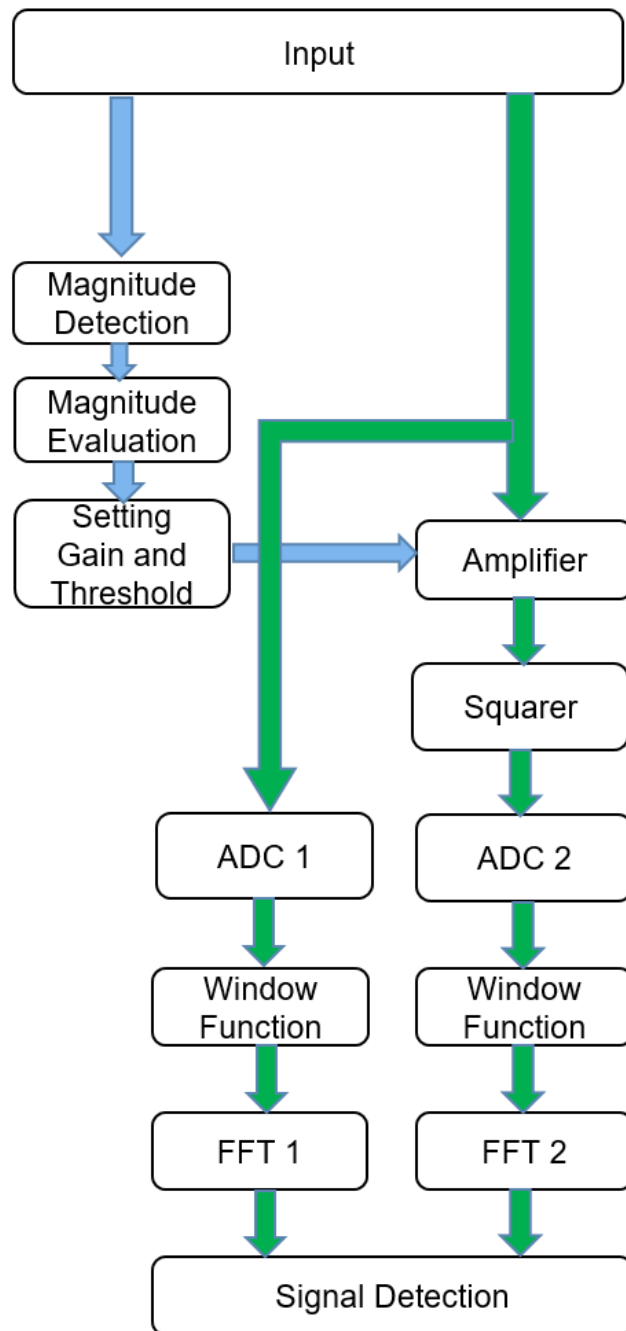 Input
Magnitude
Detection
Magnitude
Evaluation
Setting
Gain and
Threshold
Amplifier
Squarer
ADC 1
ADC 2
Window
Function
Window
Function
FFT 1
FFT 2
Signal Detection